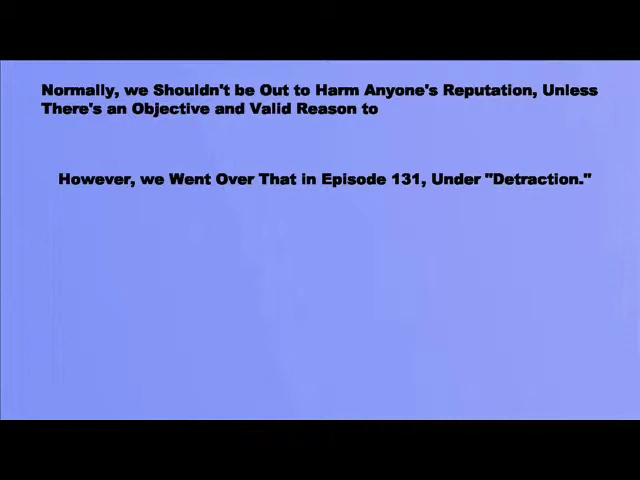 Normally, we Shouldn't be Out to Harm Anyone's Reputation, Unless
There's an Objective and Valid Reason to
However, we Went Over That in Episode 131, Under "Detraction."